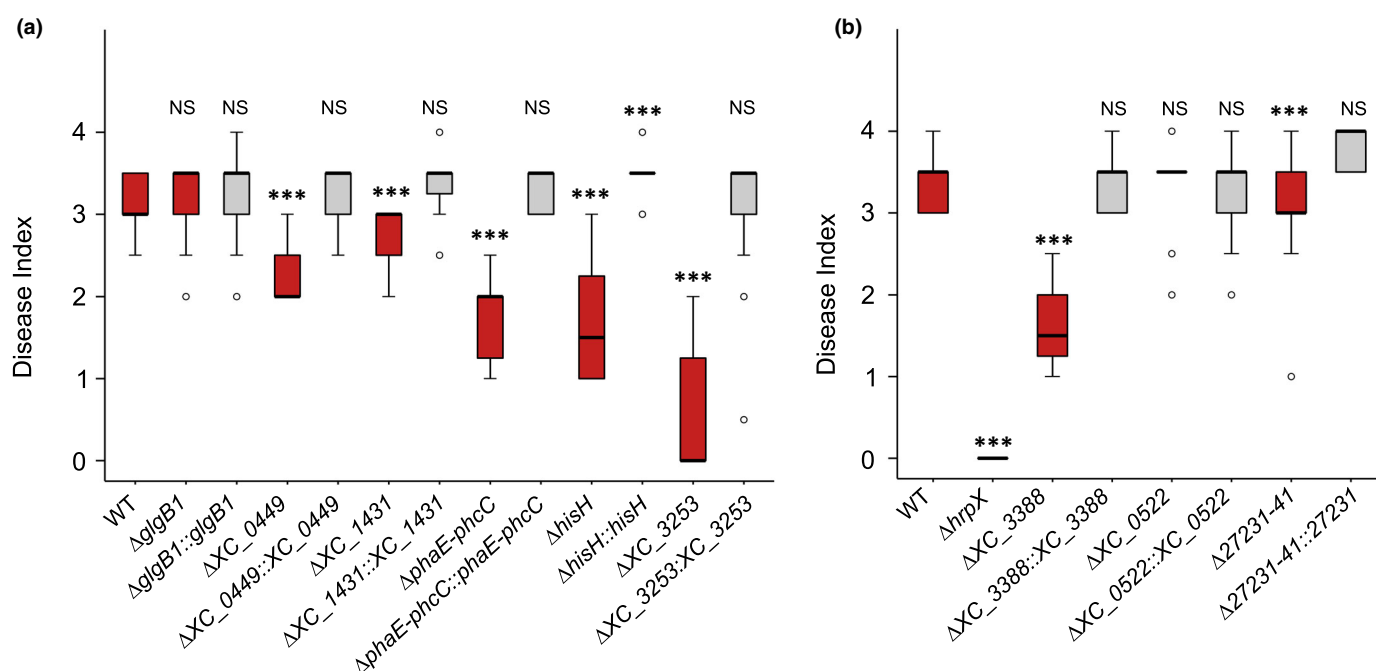 (a)
NS NS NS NS NS *** NS
*** *** *** *** ***
Disease Index
4
3
2
1
0
WT
ΔglgB1
ΔglgB1::glgB1
ΔXC_0449
ΔXC_0449::XC_0449
ΔXC_1431
ΔXC_1431::XC_1431
ΔphaE-phcC
ΔphaE-phcC::phaE-phcC
ΔhisH
ΔhisH::hisH
ΔXC_3253
ΔXC_3253:XC_3253
(b)
NS NS NS *** NS
***
***
Disease Index
4
3
2
1
0
WT
ΔhrpX
ΔXC_3388
ΔXC_3388::XC_3388
ΔXC_0522
ΔXC_0522::XC_0522
Δ27231-41
Δ27231-41::27231